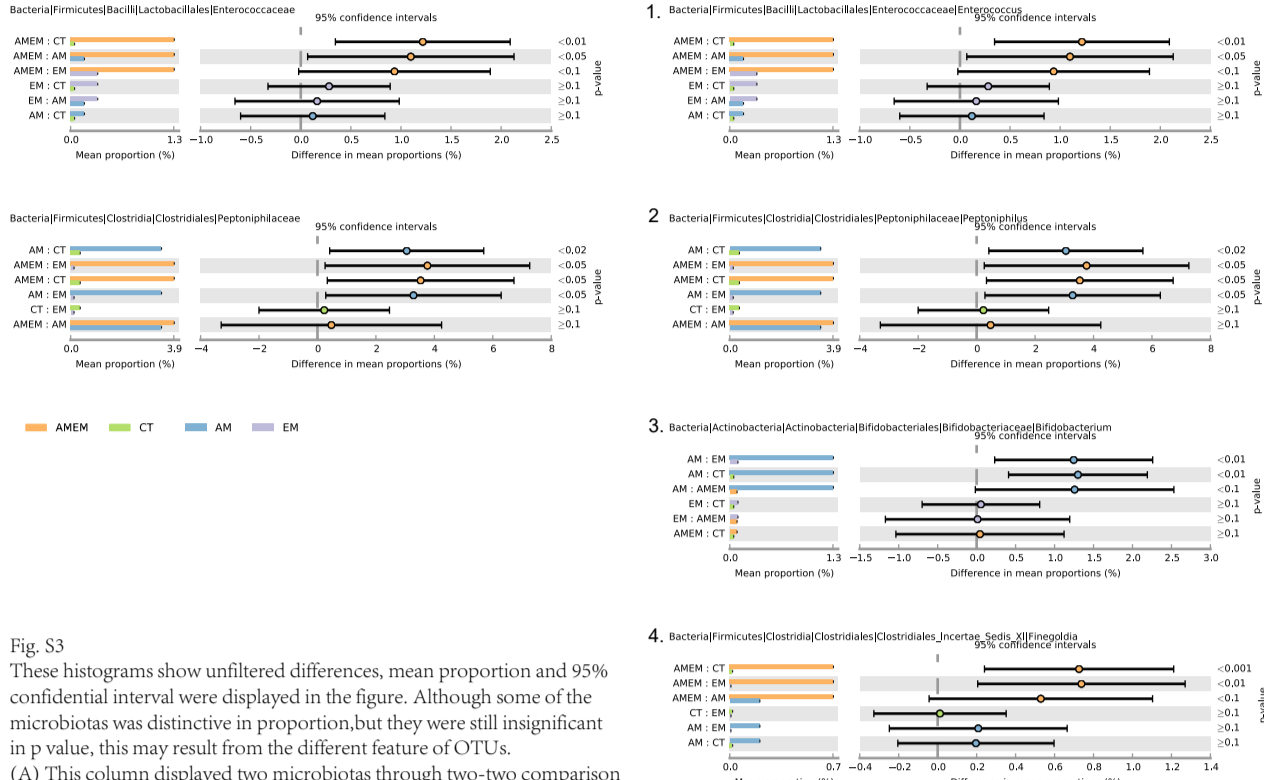 Bacteria|Firmicutes|Bacilli|Lactobacillales|Enterococcaceae
95% confidence intervals
AMEM : CT
AMEM : AM
AMEM : EM
EM : CT
EM : AM
AM : CT
<0.01
<0.05
<0.1
≥0.1
≥0.1
≥0.1
p-value
0.0 1.3
Mean proportion (%)
−1.0 −0.5 0.0 0.5 1.0 1.5 2.0 2.5
Difference in mean proportions (%)
Bacteria|Firmicutes|Clostridia|Clostridiales|Peptoniphilaceae
95% confidence intervals
AM : CT
AMEM : EM
AMEM : CT
AM : EM
CT : EM
AMEM : AM
<0.02
<0.05
<0.05
<0.05
≥0.1
≥0.1
p-value
0.0 3.9
Mean proportion (%)
−4 −2 0 2 4 6 8
Difference in mean proportions (%)
AMEM CT AM EM
Fig. S3
These histograms show unfiltered differences, mean proportion and 95%
confidential interval were displayed in the figure. Although some of the
microbiotas was distinctive in proportion,but they were still insignificant
in p value, this may result from the different feature of OTUs.
(A) This column displayed two microbiotas through two-two comparison
1. Bacteria|Firmicutes|Bacilli|Lactobacillales|Enterococcaceae|Enterococcus
95% confidence intervals
AMEM : CT
AMEM : AM
AMEM : EM
EM : CT
EM : AM
AM : CT
<0.01
<0.05
<0.1
≥0.1
≥0.1
≥0.1
p-value
0.0 1.3
Mean proportion (%)
−1.0 −0.5 0.0 0.5 1.0 1.5 2.0 2.5
Difference in mean proportions (%)
2 Bacteria|Firmicutes|Clostridia|Clostridiales|Peptoniphilaceae|Peptoniphilus
95% confidence intervals
AM : CT
AMEM : EM
AMEM : CT
AM : EM
CT : EM
AMEM : AM
<0.02
<0.05
<0.05
<0.05
≥0.1
≥0.1
p-value
0.0 3.9
Mean proportion (%)
−4 −2 0 2 4 6 8
Difference in mean proportions (%)
3. Bacteria|Actinobacteria|Actinobacteria|Bifidobacteriales|Bifidobacteriaceae|Bifidobacterium
95% confidence intervals
AM : EM
AM : CT
AM : AMEM
EM : CT
EM : AMEM
AMEM : CT
<0.01
<0.01
<0.1
≥0.1
≥0.1
≥0.1
p-value
0.0 1.3
Mean proportion (%)
−1.5 −1.0 −0.5 0.0 0.5 1.0 1.5 2.0 2.5 3.0
Difference in mean proportions (%)
4. Bacteria|Firmicutes|Clostridia|Clostridiales|Clostridiales_Incertae_Sedis_XI|Finegoldia
95% confidence intervals
AMEM : CT
AMEM : EM
AMEM : AM
CT : EM
AM : EM
AM : CT
<0.001
<0.01
<0.1
≥0.1
≥0.1
≥0.1
p-value
0.0 0.7
−0.4 −0.2 0.0 0.2 0.4 0.6 0.8 1.0 1.2 1.4